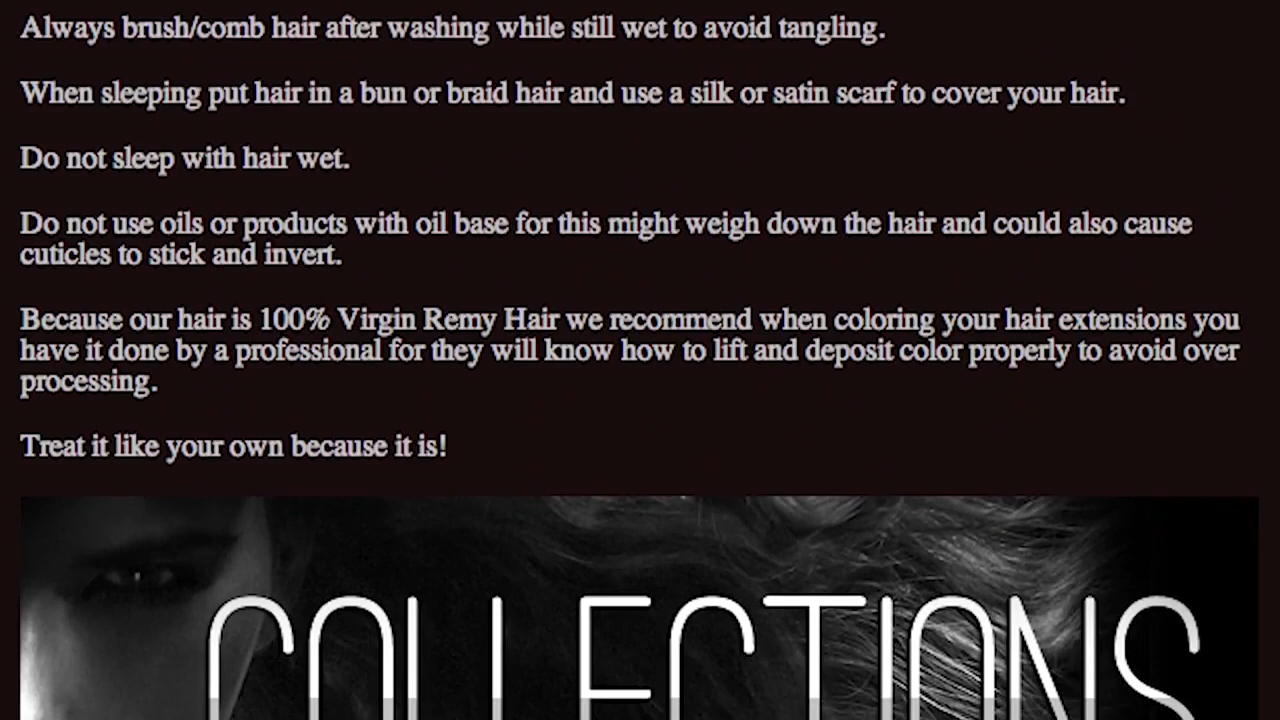 Always brush/comb hair after washing while still wet to avoid tangling.
When sleeping put hair in a bun or braid hair and use a silk or satin scarf to cover your hair.
Do not sleep with hair wet.
Do not use oils or products with oil base for this might weigh down the hair and could also cause
cuticles to stick and invert.
Because our hair is 100% Virgin Remy Hair we recommend when coloring your hair extensions you
have it done by a professional for they will know how to lift and deposit color properly to avoid over
processing.
Treat it like your own because it is!
COLLECTIONS